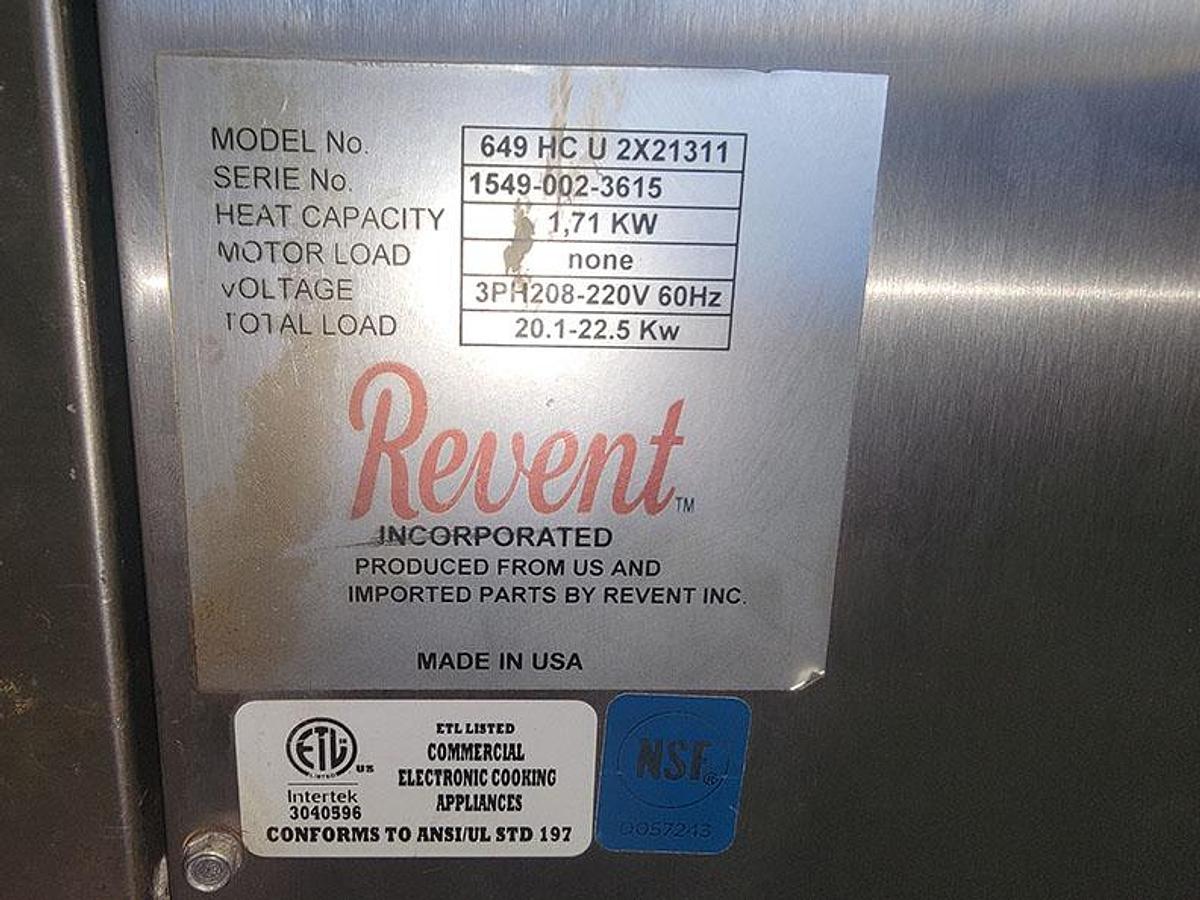 MODEL No. 649 HC U 2X21311
SERIE No. 1549-002-3615
HEAT CAPACITY 1,71 KW
MOTOR LOAD none
VOLTAGE 3PH208-220V 60Hz
TOTAL LOAD 20.1-22.5 Kw
Revent TM
INCORPORATED
PRODUCED FROM US AND
IMPORTED PARTS BY REVENT INC.
MADE IN USA
ETL LISTED US
Intertek
3040596
ETL LISTED
COMMERCIAL
ELECTRONIC COOKING
APPLIANCES
CONFORMS TO ANSI/UL STD 197
NSF®
0057243